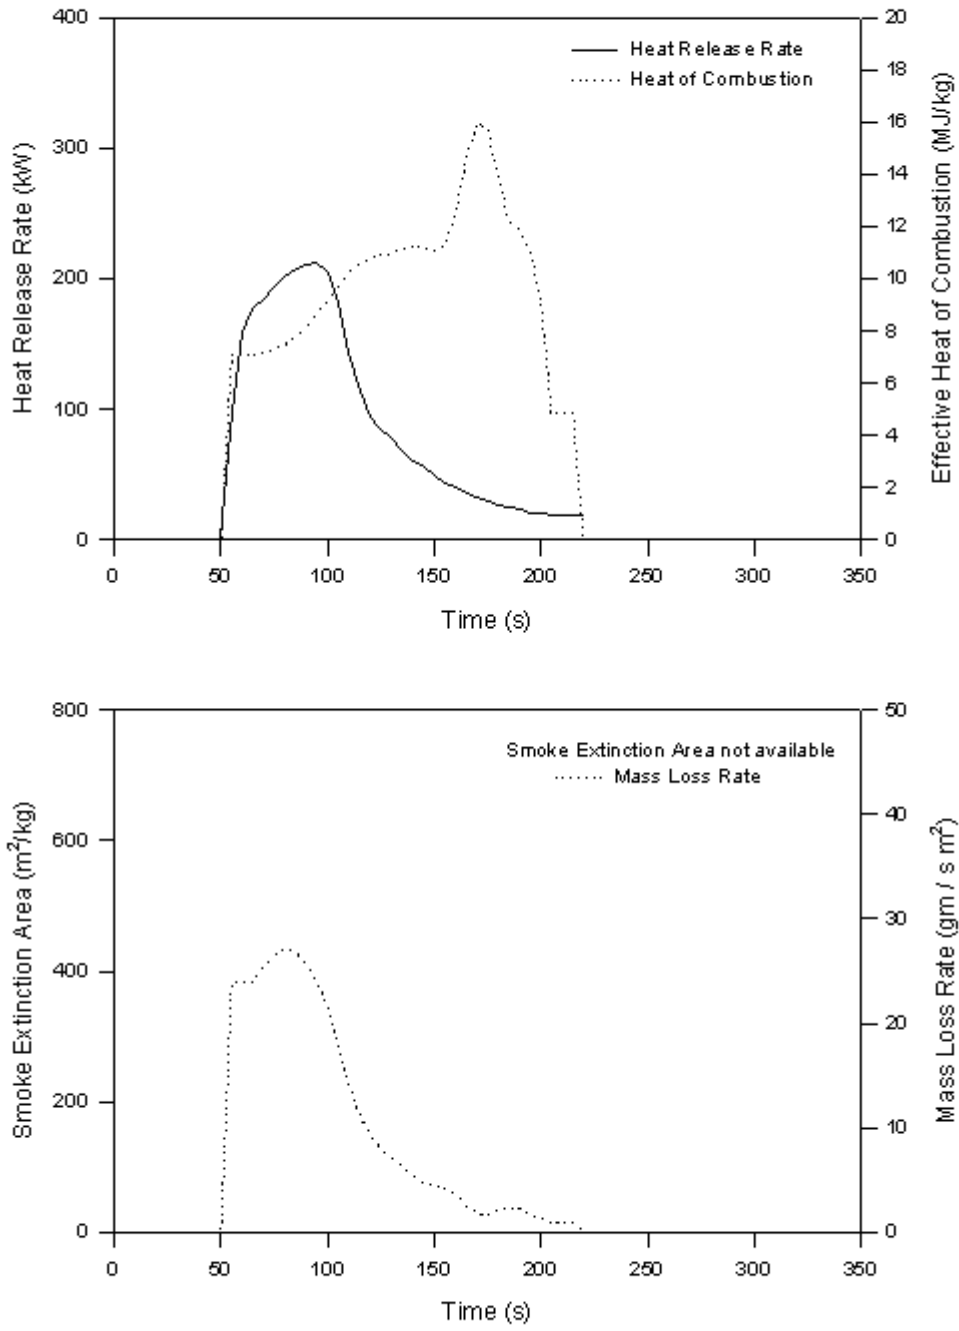 400
300
200
100
0
Heat Release Rate (kW)
Heat Release Rate
Heat of Combustion
20
18
16
14
12
10
8
6
4
2
0
Effective Heat of Combustion (MJ/kg)
0 50 100 150 200 250 300 350
Time (s)
800
600
400
200
0
Smoke Extinction Area (m²/kg)
Smoke Extinction Area not available
Mass Loss Rate
50
40
30
20
10
0
Mass Loss Rate (gm / s m²)
0 50 100 150 200 250 300 350
Time (s)